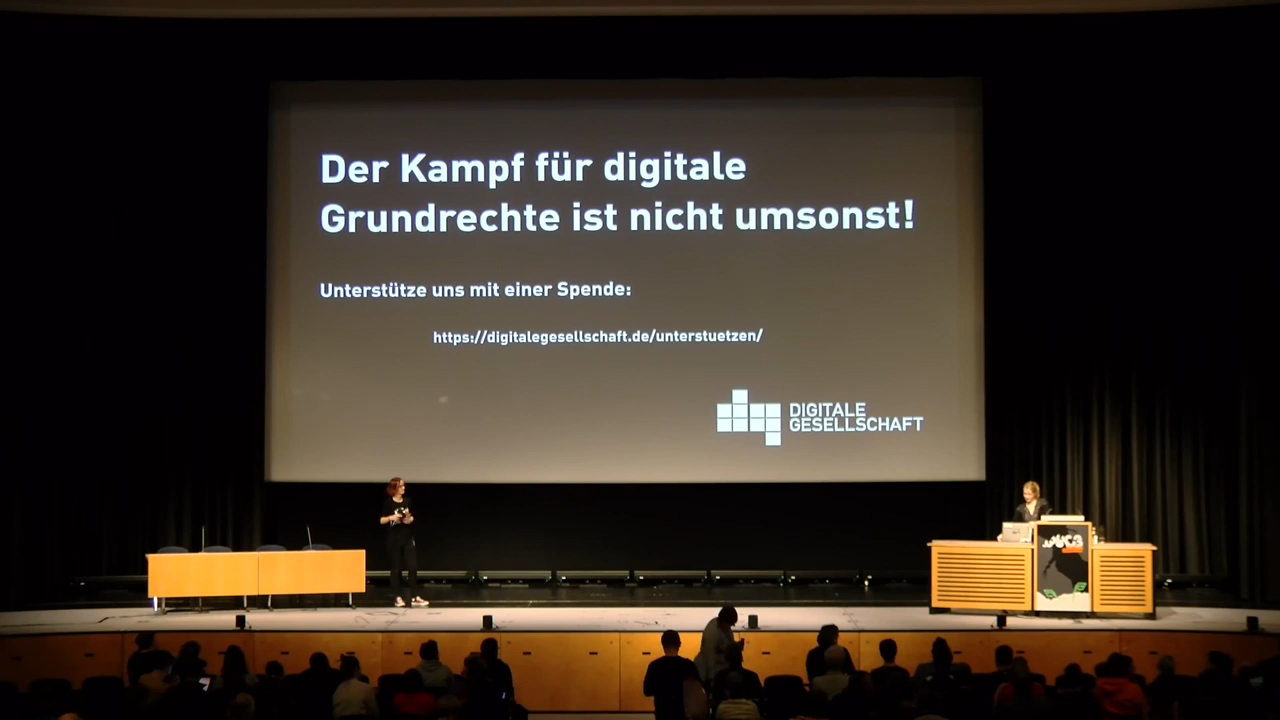 Der Kampf für digitale
Grundrechte ist nicht umsonst!
Unterstütze uns mit einer Spende:
https://digitalegesellschaft.de/unterstuetzen/
DIGITALE
GESELLSCHAFT